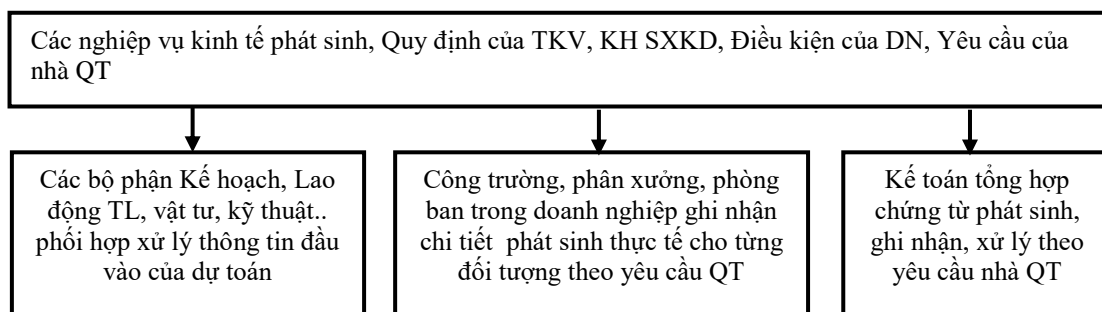 Các nghiệp vụ kinh tế phát sinh, Quy định của TKV, KH SXKD, Điều kiện của DN, Yêu cầu của
nhà QT
Các bộ phận Kế hoạch, Lao
động TL, vật tư, kỹ thuật..
phối hợp xử lý thông tin đầu
vào của dự toán
Công trường, phân xưởng, phòng
ban trong doanh nghiệp ghi nhận
chi tiết phát sinh thực tế cho từng
đối tượng theo yêu cầu QT
Kế toán tổng hợp
chứng từ phát sinh,
ghi nhận, xử lý theo
yêu cầu nhà QT